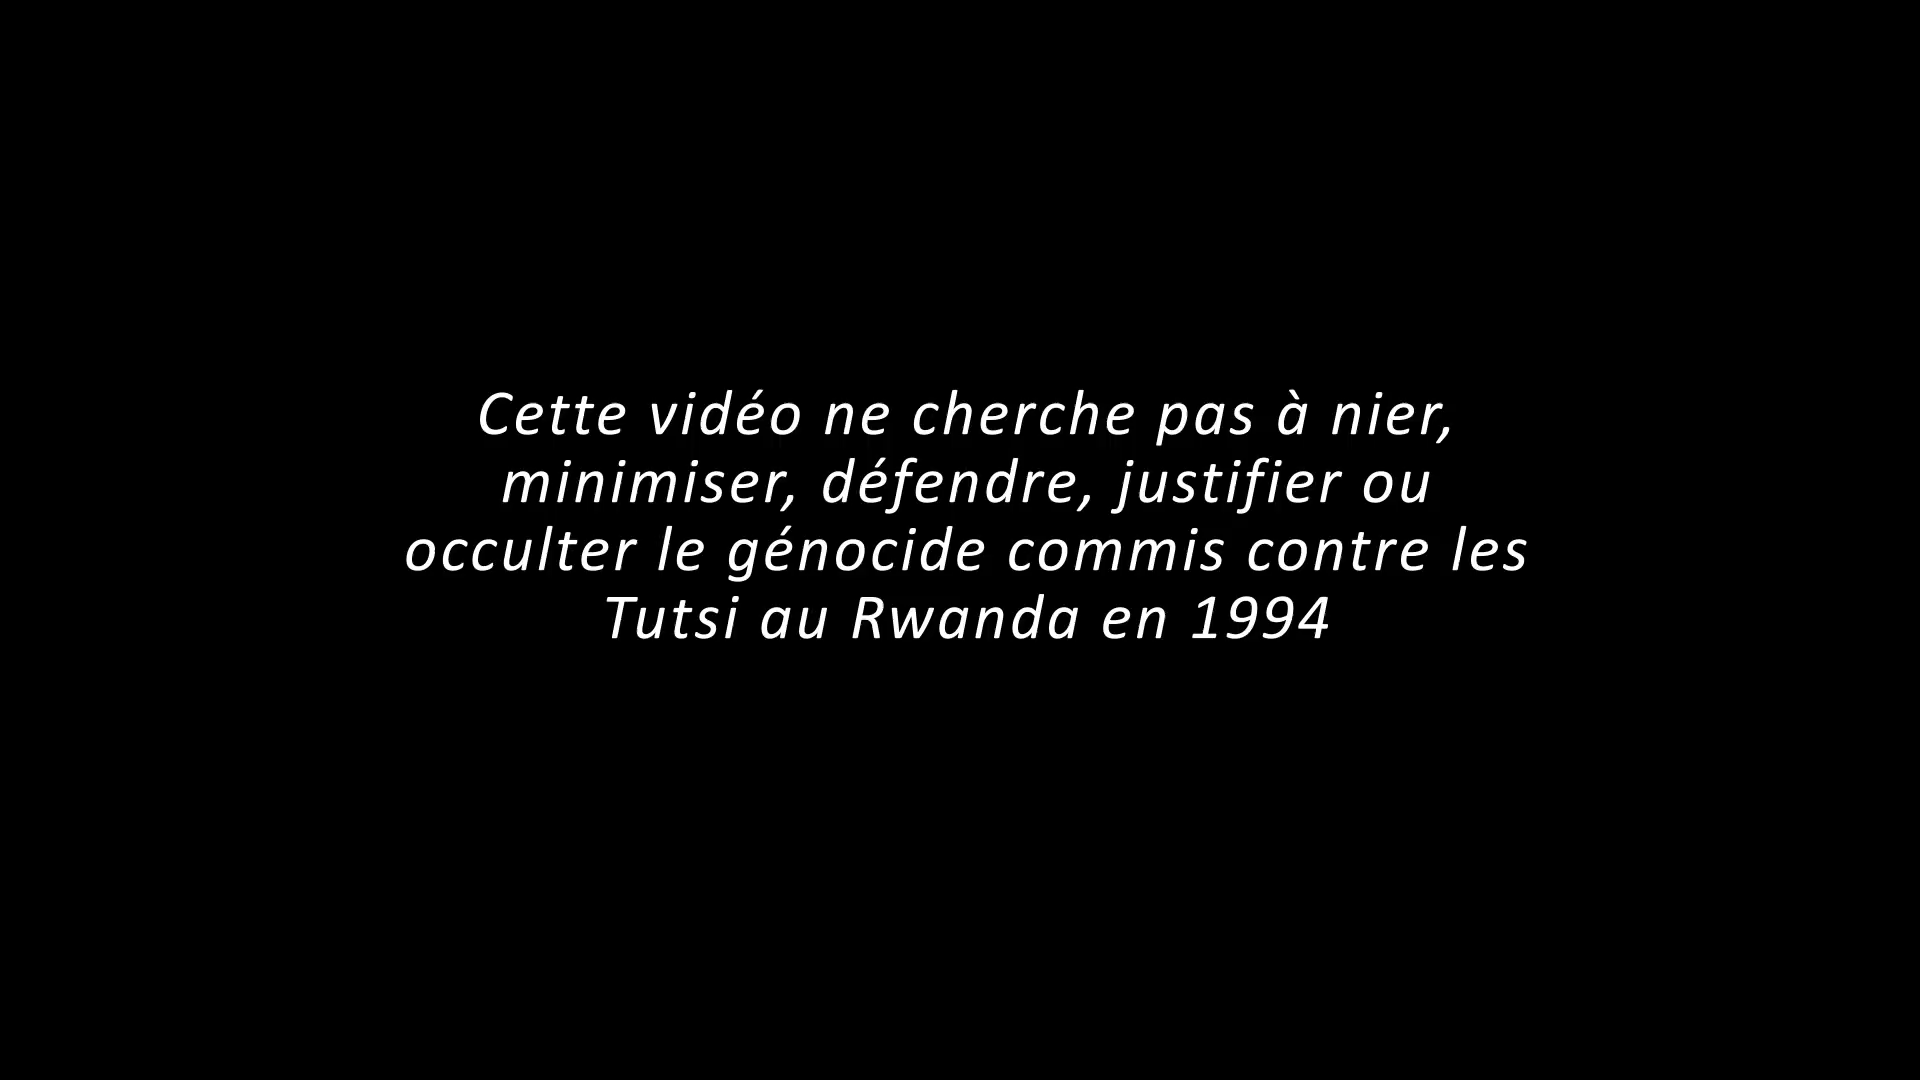 Cette vidéo ne cherche pas à nier,
minimiser, défendre, justifier ou
occulter le génocide commis contre les
Tutsi au Rwanda en 1994